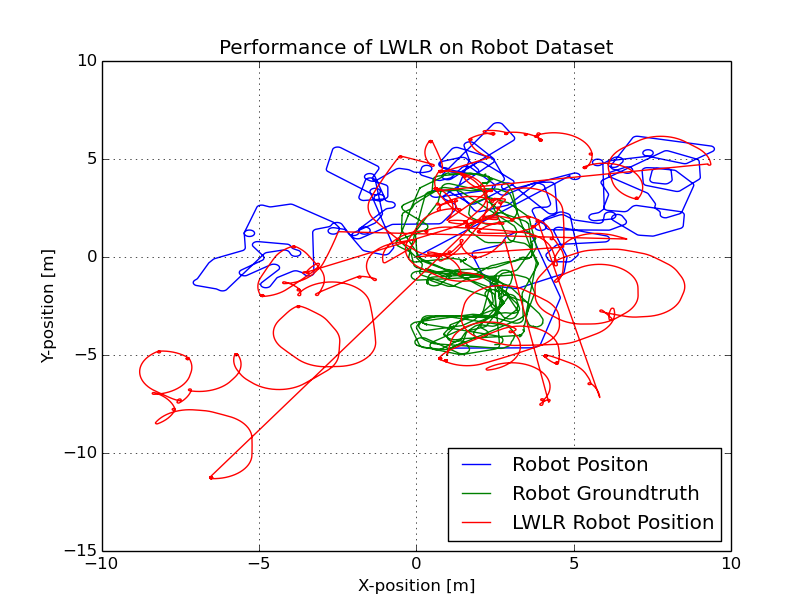 Performance of LWLR on Robot Dataset
10
5
0
−5
−10
−15
Y-position [m]
−10
−5
0
5
10
X-position [m]
Robot Positon
Robot Groundtruth
LWLR Robot Position